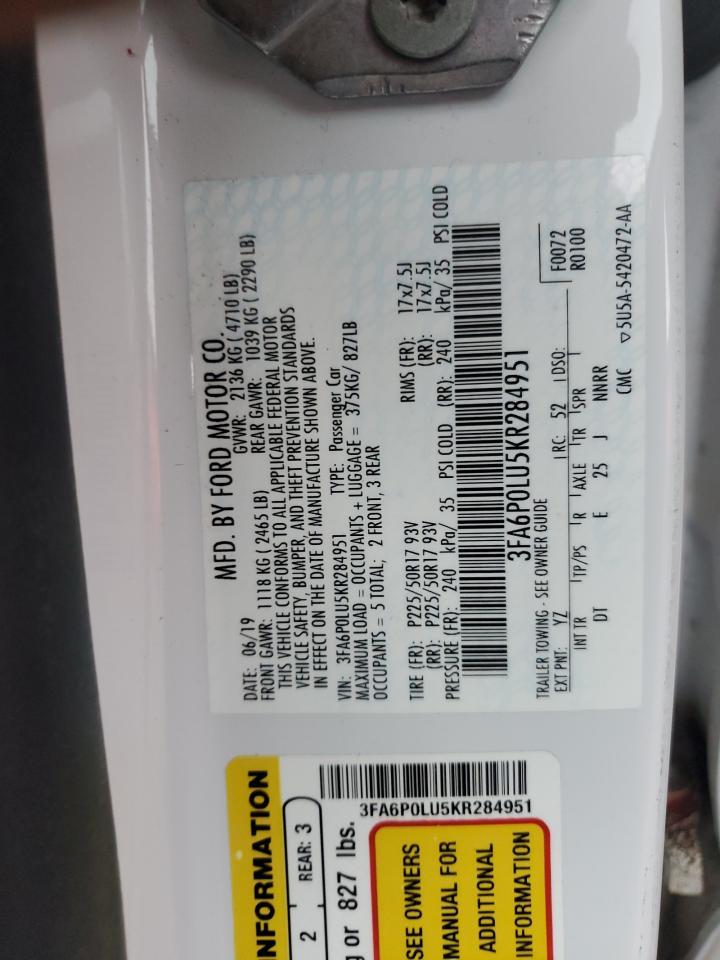 MFD. BY FORD MOTOR CO.
DATE: 06/19 GVWR: 2136 KG ( 4710 LB)
FRONT GAWR: 1118 KG ( 2465 LB) REAR GAWR: 1039 KG ( 2290 LB)
THIS VEHICLE CONFORMS TO ALL APPLICABLE FEDERAL MOTOR
VEHICLE SAFETY, BUMPER, AND THEFT PREVENTION STANDARDS
IN EFFECT ON THE DATE OF MANUFACTURE SHOWN ABOVE.
VIN: 3FA6P0LU5KR284951 TYPE: Passenger Car
MAXIMUM LOAD = OCCUPANTS + LUGGAGE = 375KG/ 827LB
OCCUPANTS = 5 TOTAL; 2 FRONT, 3 REAR
TIRE (FR): P225/50R17 93V RIMS (FR): 17x7.5J
(RR): P225/50R17 93V (RR): 17x7.5J
PRESSURE (FR): 240 kPa/ 35 PSI COLD (RR): 240 kPa/ 35 PSI COLD
3FA6P0LU5KR284951
TRAILER TOWING - SEE OWNER GUIDE
F0072
EXT PNT: YZ RC: 52 DSO: R0100
INT TR TP/PS R AXLE TR SPR
DT E 25 J NNRR
CMC ▽5U5A-5420472-AA
NFORMATION
2 REAR: 3
g or 827 lbs.
3FA6P0LU5KR284951
SEE OWNERS
MANUAL FOR
ADDITIONAL
INFORMATION